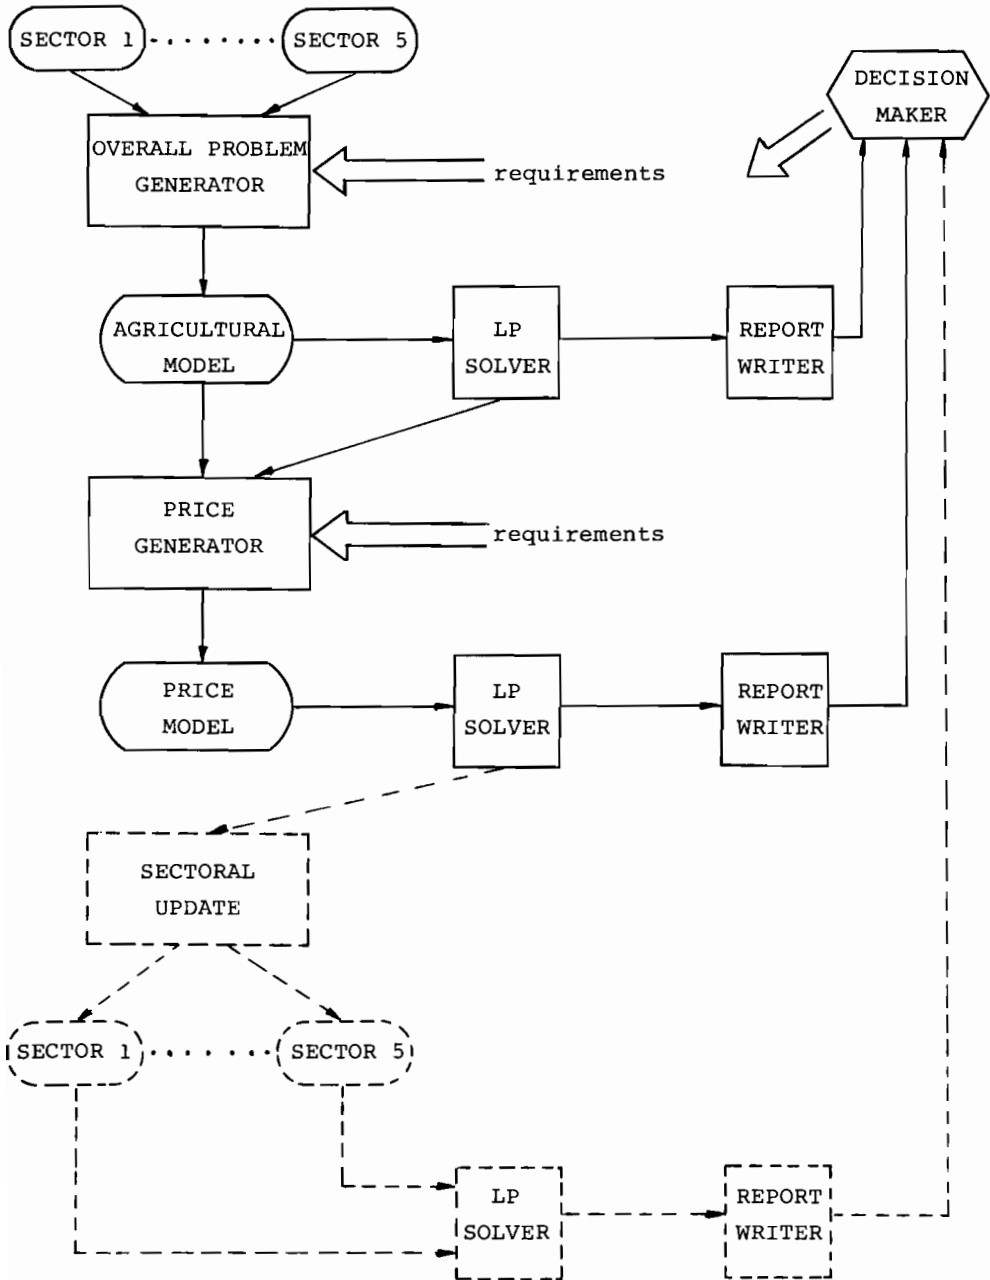 SECTOR 1
SECTOR 5
DECISION
MAKER
OVERALL PROBLEM
GENERATOR
requirements
AGRICULTURAL
MODEL
LP
SOLVER
REPORT
WRITER
PRICE
GENERATOR
requirements
PRICE
MODEL
LP
SOLVER
REPORT
WRITER
SECTORAL
UPDATE
SECTOR 1
SECTOR 5
LP
SOLVER
REPORT
WRITER